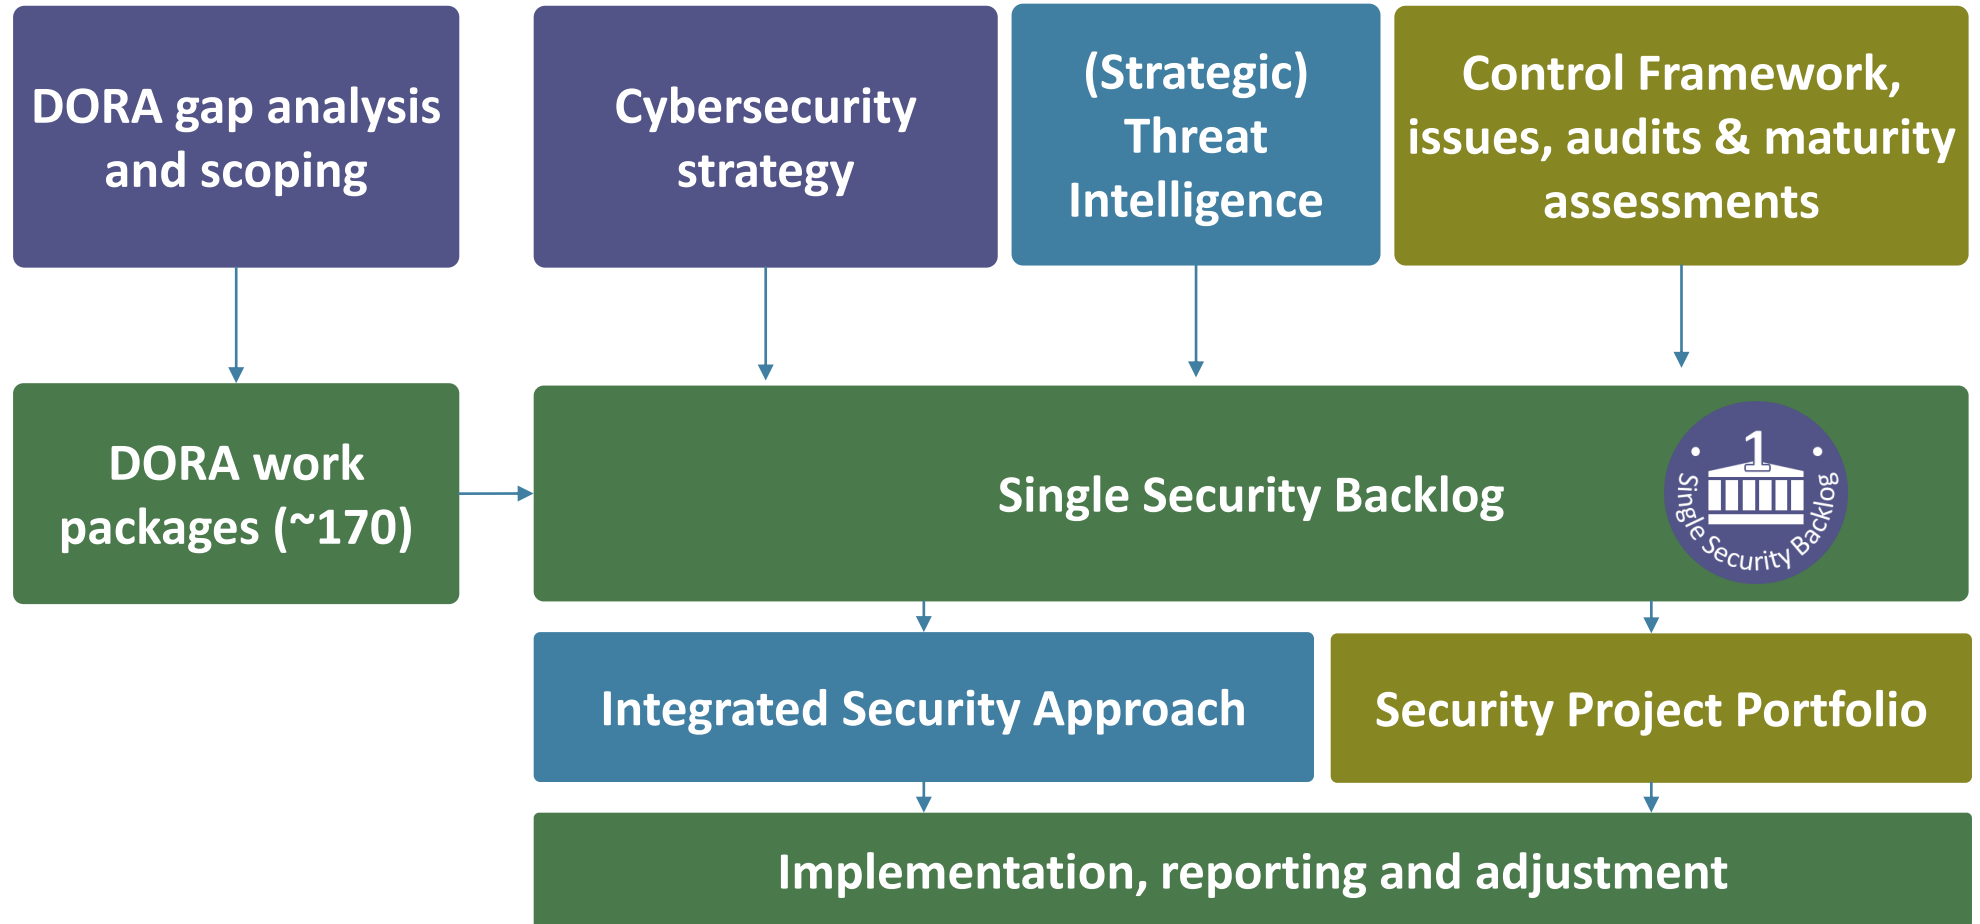 DORA gap analysis
and scoping
Cybersecurity
strategy
(Strategic)
Threat
Intelligence
Control Framework,
issues, audits & maturity
assessments
DORA work
packages (~170)
Single Security Backlog
1
Single Security Backlog
Integrated Security Approach
Security Project Portfolio
Implementation, reporting and adjustment